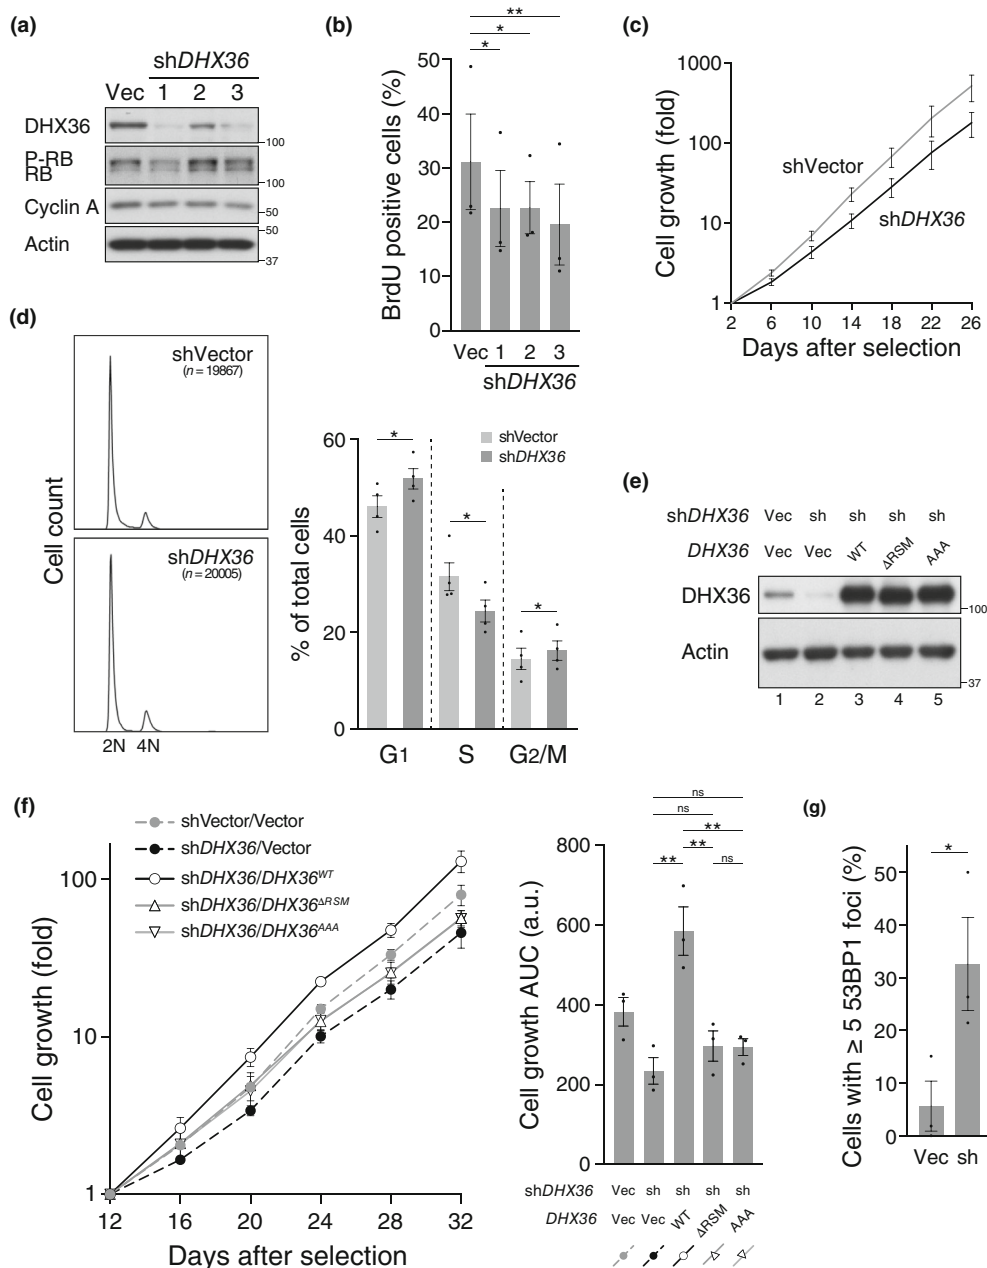 (a)
shDHX36
Vec 1 2 3
DHX36
100
P-RB
RB
100
Cyclin A
50
50
Actin
37
(b)
**
*
*
BrdU positive cells (%)
50
40
30
20
10
0
Vec 1 2 3
shDHX36
(c)
Cell growth (fold)
1000
100
10
1
shVector
shDHX36
2 6 10 14 18 22 26
Days after selection
(d)
Cell count
shVector
(n = 19867)
shDHX36
(n = 20005)
2N 4N
% of total cells
60
40
20
0
shVector
shDHX36
*
*
*
G1 S G2/M
(e)
shDHX36 Vec sh sh sh sh
DHX36 Vec Vec WT ΔRSM AAA
DHX36
100
Actin
37
1 2 3 4 5
(f)
shVector/Vector
shDHX36/Vector
shDHX36/DHX36^WT
shDHX36/DHX36^ΔRSM
shDHX36/DHX36^AAA
Cell growth (fold)
100
10
1
12 16 20 24 28 32
Days after selection
Cell growth AUC (a.u.)
800
600
400
200
0
ns
ns
**
**
** ns
shDHX36 Vec sh sh sh sh
DHX36 Vec Vec WT ΔRSM AAA
(g)
Cells with ≥ 5 53BP1 foci (%)
50
40
30
20
10
0
*
Vec sh